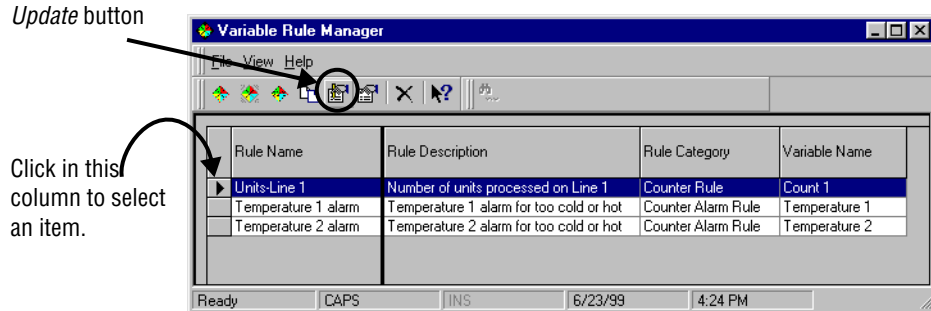 Update button
Variable Rule Manager
File View Help
Rule Name Rule Description Rule Category Variable Name
Units-Line 1 Number of units processed on Line 1 Counter Rule Count 1
Temperature 1 alarm Temperature 1 alarm for too cold or hot Counter Alarm Rule Temperature 1
Temperature 2 alarm Temperature 2 alarm for too cold or hot Counter Alarm Rule Temperature 2
Click in this
column to select
an item.
Ready CAPS INS 6/23/99 4:24 PM